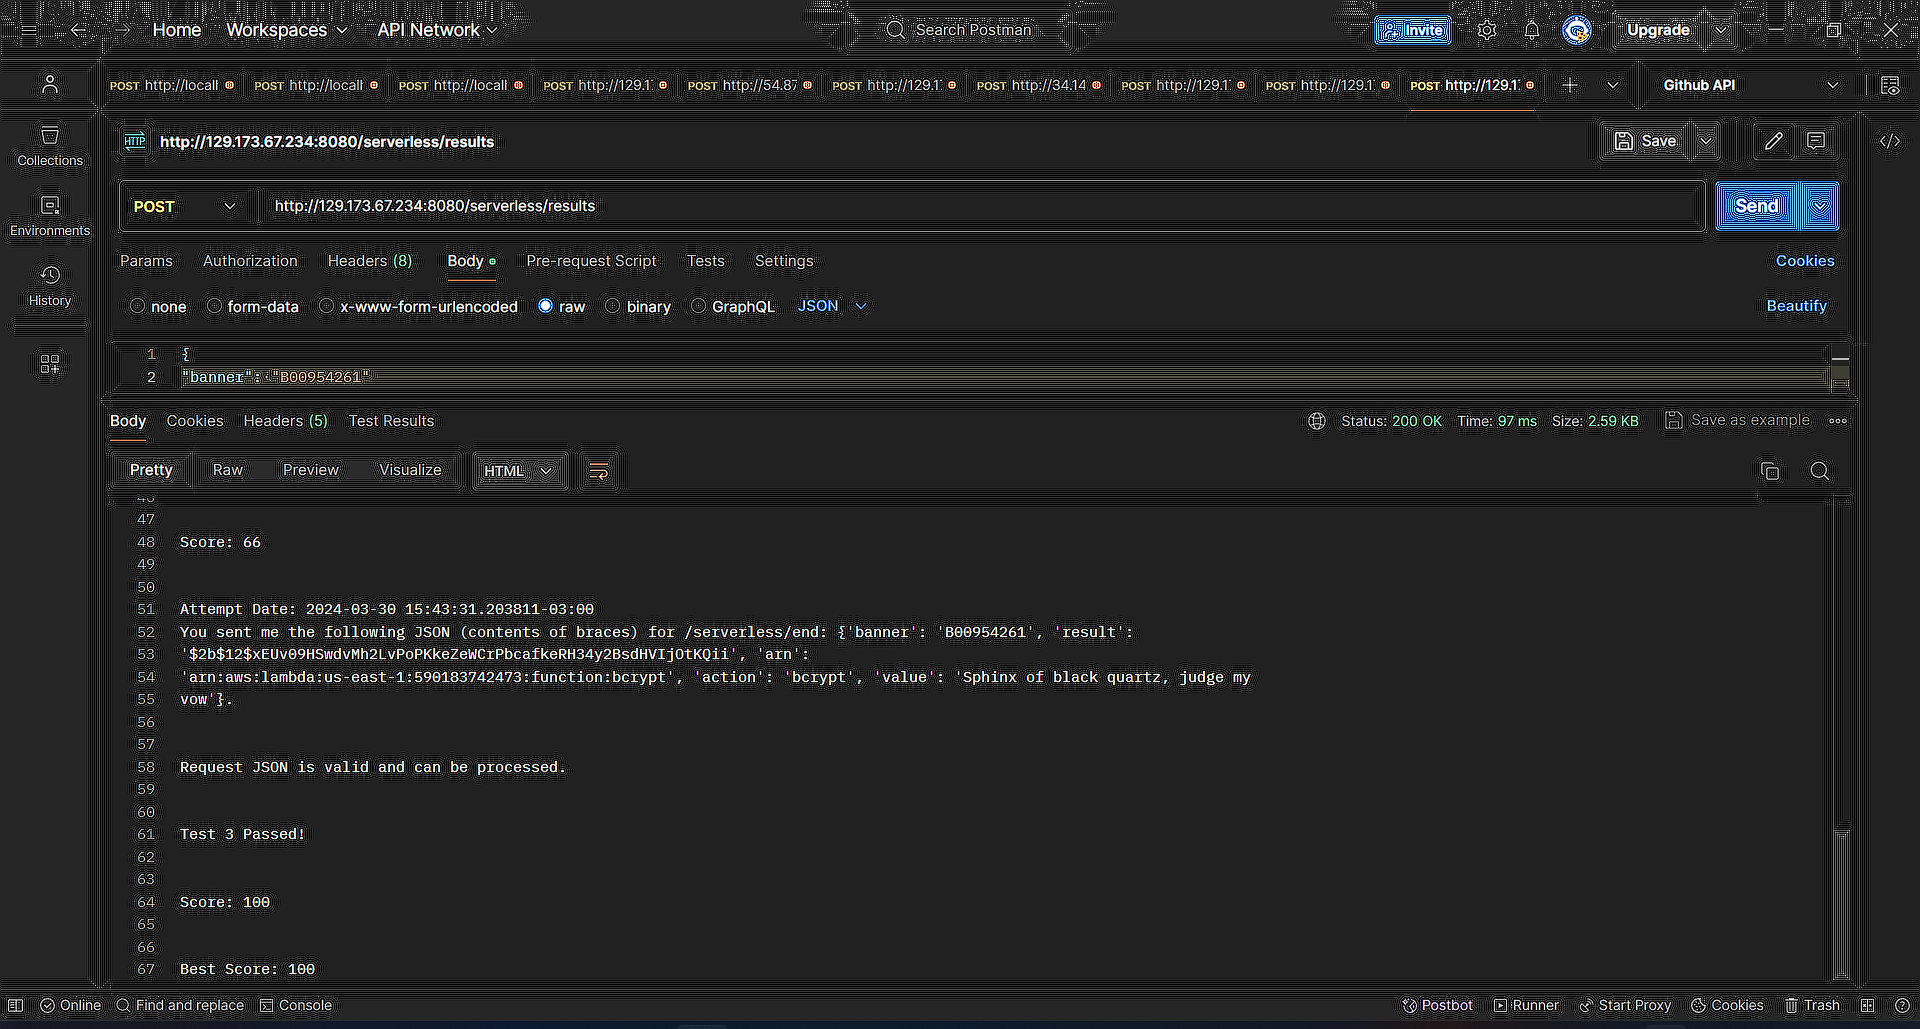 Home Workspaces API Network Search Postman Invite Upgrade
POST http://locall POST http://locall POST http://locall POST http://129.1 POST http://54.87 POST http://129.1 POST http://34.14 POST http://129.1 POST http://129.1 POST http://129.1 Github API
HTTP http://129.173.67.234:8080/serverless/results Save
Collections
POST http://129.173.67.234:8080/serverless/results Send
Environments
Params Authorization Headers (8) Body Pre-request Script Tests Settings Cookies
History
none form-data x-www-form-urlencoded raw binary GraphQL JSON Beautify
1 {
2 "banner": "B00954261"
Body Cookies Headers (5) Test Results Status: 200 OK Time: 97 ms Size: 2.59 KB Save as example
Pretty Raw Preview Visualize HTML
46
47
48 Score: 66
49
50
51 Attempt Date: 2024-03-30 15:43:31.203811-03:00
52 You sent me the following JSON (contents of braces) for /serverless/end: {'banner': 'B00954261', 'result':
53 '$2b$12$xEUv09HSwdvMh2LvPoPKkeZeWCrPbcafkeRH34y2BsdHVIjOtKQii', 'arn':
54 'arn:aws:lambda:us-east-1:590183742473:function:bcrypt', 'action': 'bcrypt', 'value': 'Sphinx of black quartz, judge my
55 vow'}.
56
57
58 Request JSON is valid and can be processed.
59
60
61 Test 3 Passed!
62
63
64 Score: 100
65
66
67 Best Score: 100
Online Find and replace Console Postbot Runner Start Proxy Cookies Trash